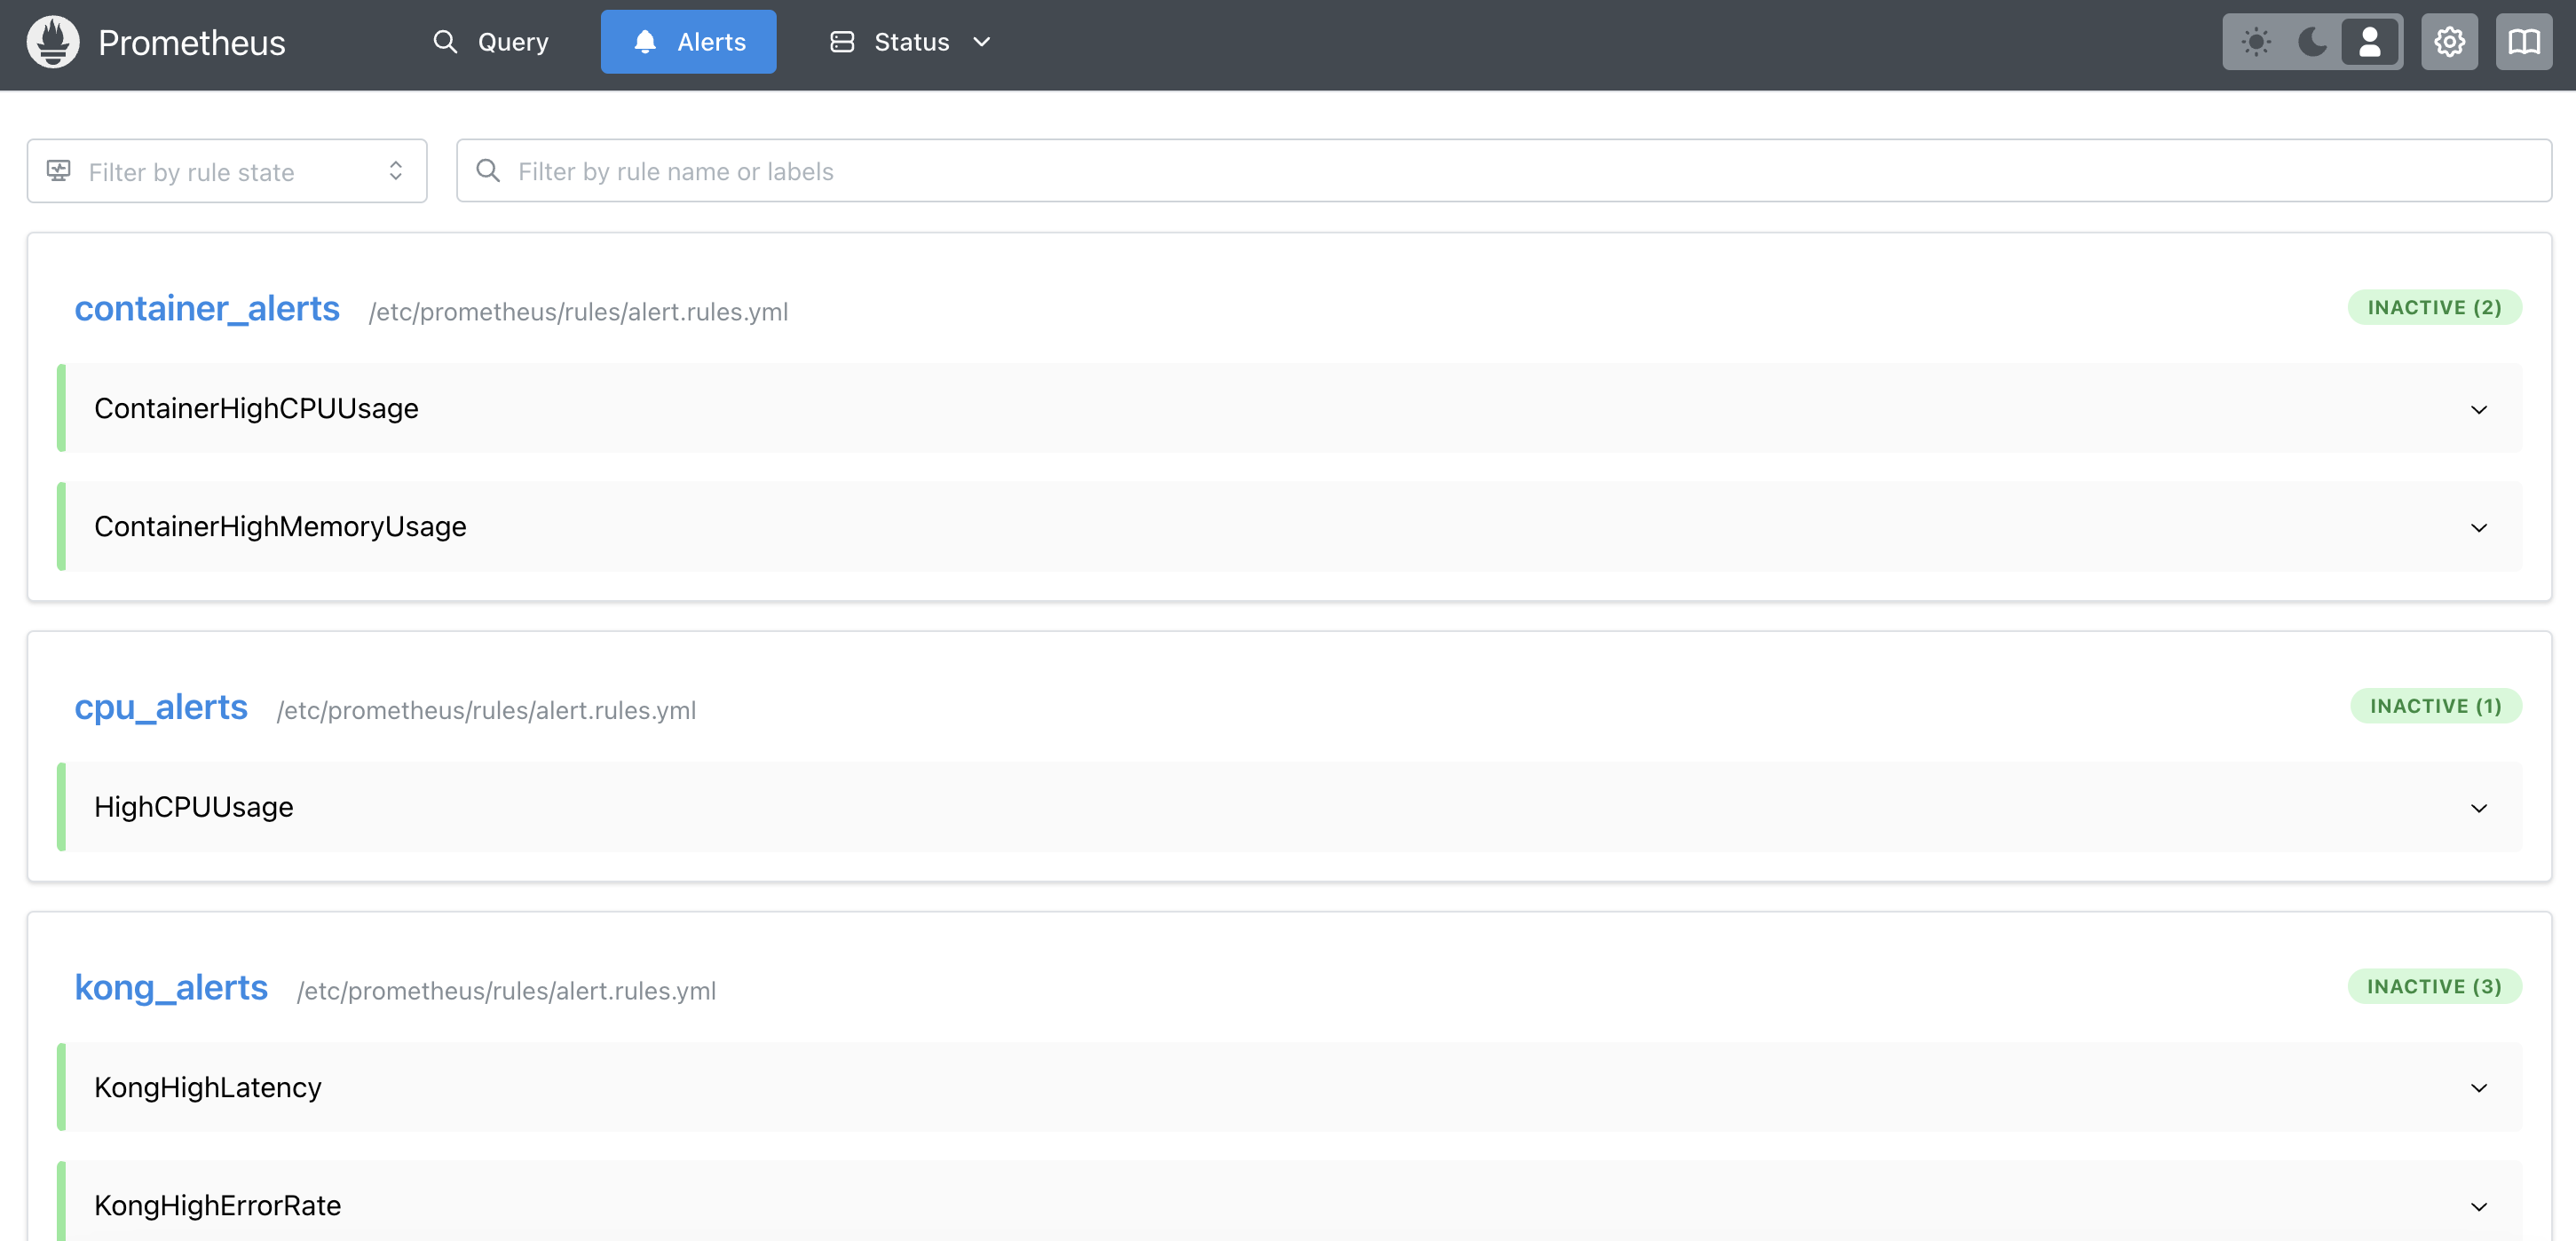 Prometheus Query Alerts Status
Filter by rule state Filter by rule name or labels
container_alerts /etc/prometheus/rules/alert.rules.yml INACTIVE (2)
ContainerHighCPUUsage
ContainerHighMemoryUsage
cpu_alerts /etc/prometheus/rules/alert.rules.yml INACTIVE (1)
HighCPUUsage
kong_alerts /etc/prometheus/rules/alert.rules.yml INACTIVE (3)
KongHighLatency
KongHighErrorRate